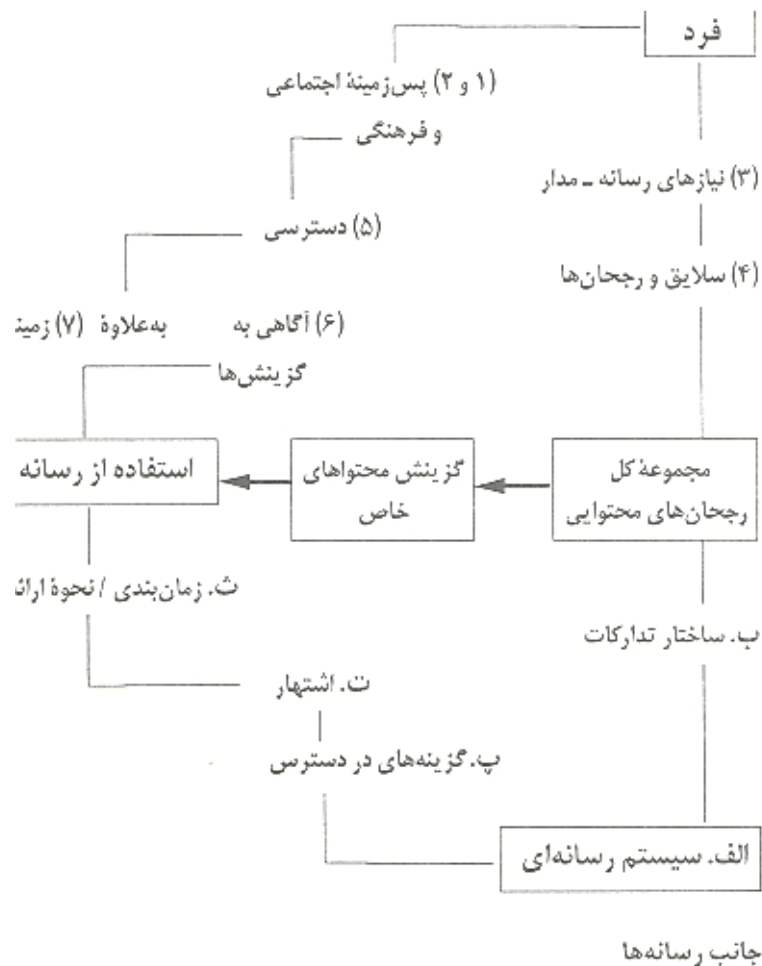 فرد
(۱ و ۲) پس‌زمینهٔ اجتماعی
و فرهنگی
(۳) نیازهای رسانه ـ مدار
(۵) دسترسی
(۴) سلایق و رجحان‌ها
(۶) آگاهی به به‌علاوهٔ (۷)
گزینش‌ها
مجموعهٔ کل
رجحان‌های محتوایی
گزینش محتواهای
خاص
استفاده از رسانه
ث. زمان‌بندی / نحوهٔ
ب. ساختار تدارکات
ت. اشتهار
پ. گزینه‌های در دسترس
الف. سیستم رسانه‌ای
جانب رسانه‌ها